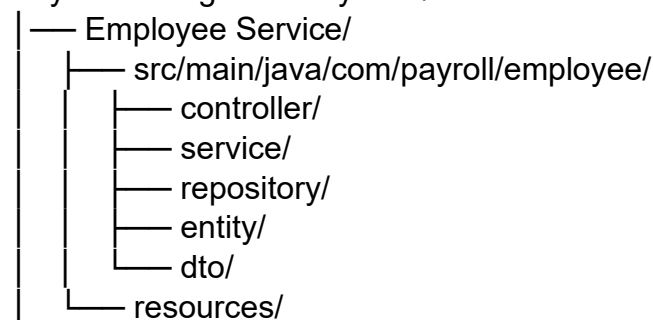 │── Employee Service/
│ ├── src/main/java/com/payroll/employee/
│ │ ├── controller/
│ │ ├── service/
│ │ ├── repository/
│ │ ├── entity/
│ │ └── dto/
│ └── resources/